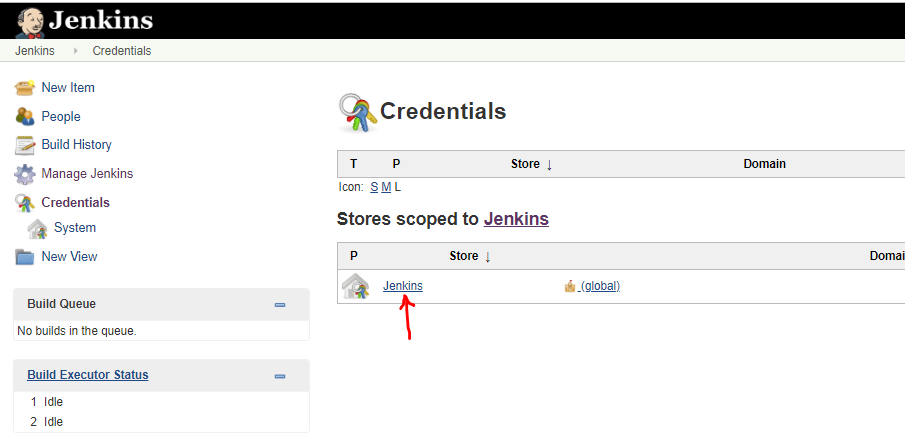 Jenkins
Jenkins Credentials
New Item
People
Build History
Manage Jenkins
Credentials
System
New View
Build Queue
No builds in the queue.
Build Executor Status
1 Idle
2 Idle
Credentials
T P Store ↓ Domain
Icon: S M L
Stores scoped to Jenkins
P Store ↓ Domai
Jenkins (global)